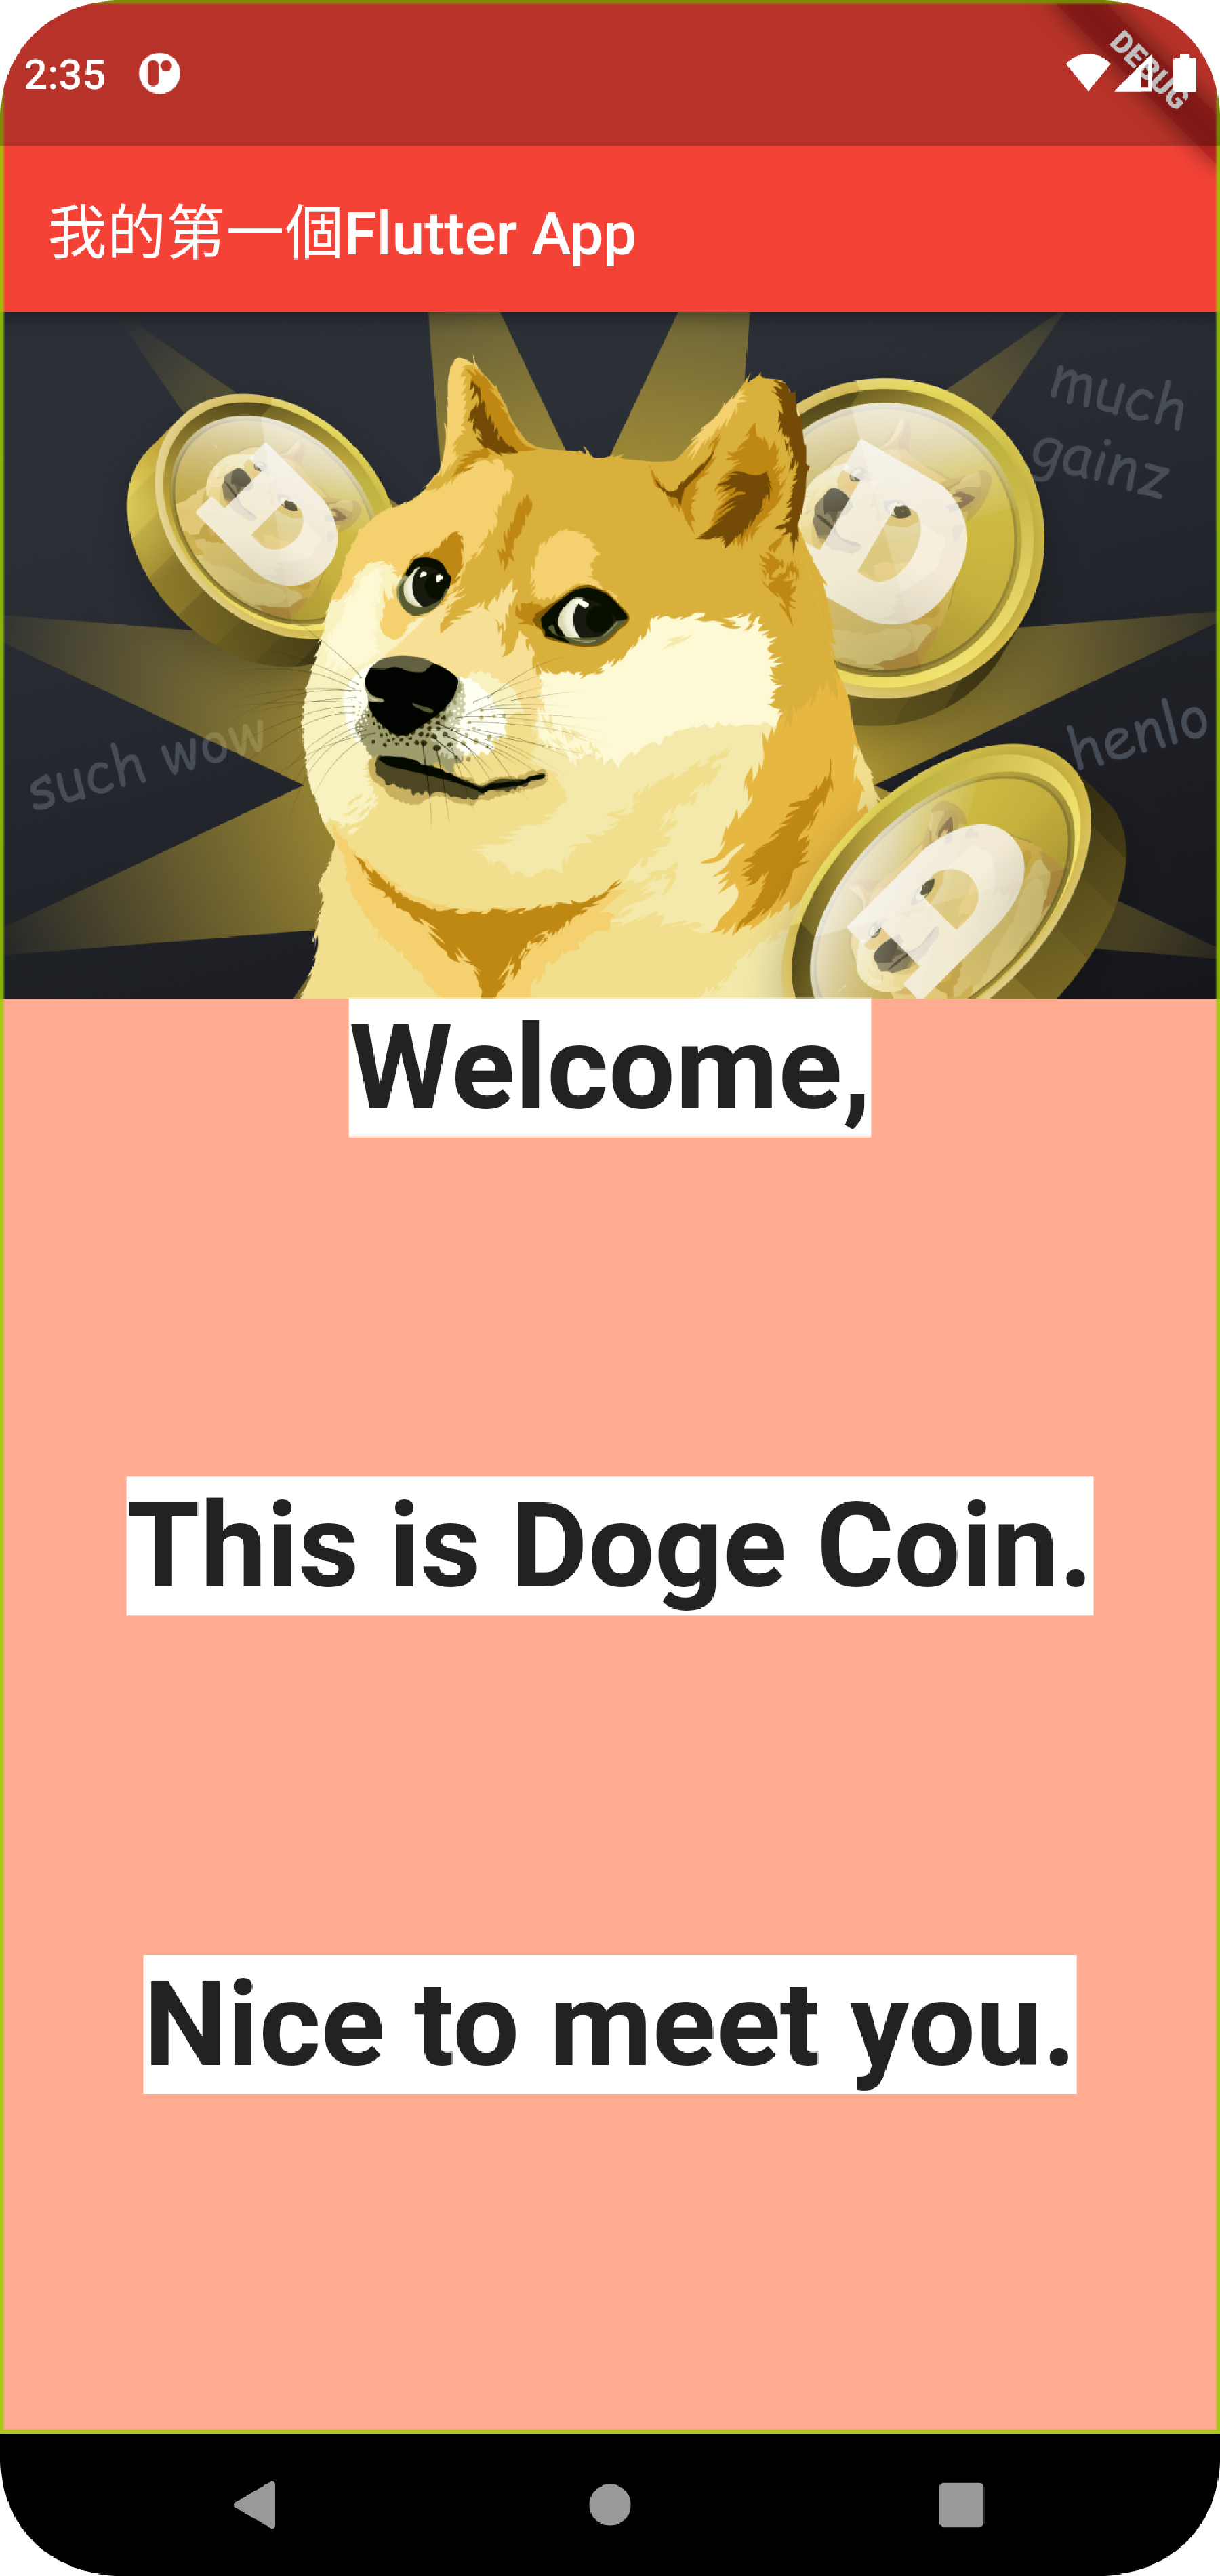 2:35
DEBUG
我的第一個Flutter App
much
gainz
such wow
henlo
D
D
D
Welcome,
This is Doge Coin.
Nice to meet you.